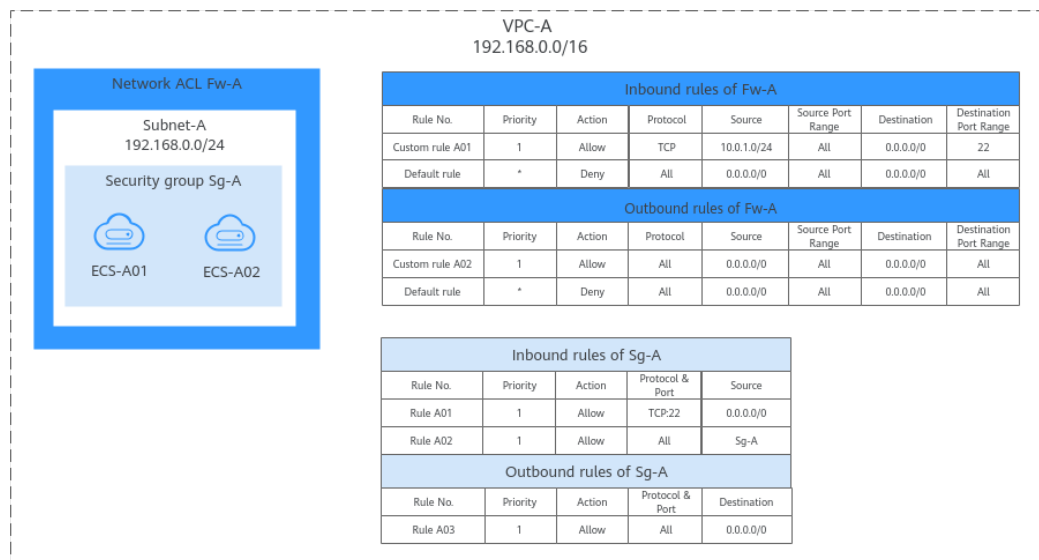 VPC-A
192.168.0.0/16
Network ACL Fw-A
Subnet-A
192.168.0.0/24
Security group Sg-A
ECS-A01 ECS-A02
Inbound rules of Fw-A
Rule No. Priority Action Protocol Source Source Port Range Destination Destination Port Range
Custom rule A01 1 Allow TCP 10.0.1.0/24 All 0.0.0.0/0 22
Default rule * Deny All 0.0.0.0/0 All 0.0.0.0/0 All
Outbound rules of Fw-A
Rule No. Priority Action Protocol Source Source Port Range Destination Destination Port Range
Custom rule A02 1 Allow All 0.0.0.0/0 All 0.0.0.0/0 All
Default rule * Deny All 0.0.0.0/0 All 0.0.0.0/0 All
Inbound rules of Sg-A
Rule No. Priority Action Protocol & Port Source
Rule A01 1 Allow TCP:22 0.0.0.0/0
Rule A02 1 Allow All Sg-A
Outbound rules of Sg-A
Rule No. Priority Action Protocol & Port Destination
Rule A03 1 Allow All 0.0.0.0/0